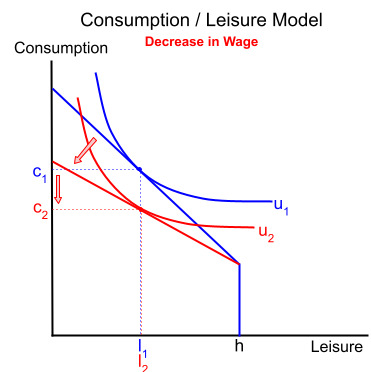 Consumption / Leisure Model
Decrease in Wage
Consumption
c1
c2
u1
u2
l1
l2
h
Leisure